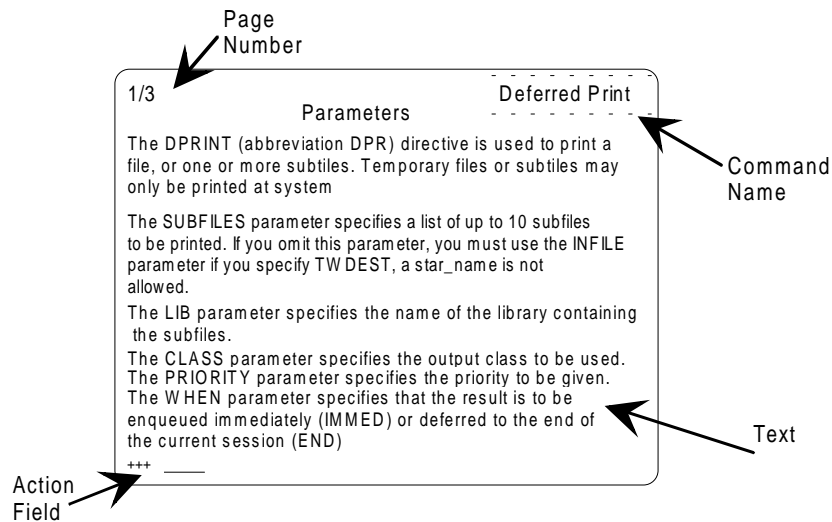 Page
Number
1/3
Deferred Print
Parameters
The DPRINT (abbreviation DPR) directive is used to print a
file, or one or more subtiles. Temporary files or subtiles may
only be printed at system
Command
Name
The SUBFILES parameter specifies a list of up to 10 subfiles
to be printed. If you omit this parameter, you must use the INFILE
parameter if you specify TWDEST, a star_name is not
allowed.
The LIB parameter specifies the name of the library containing
the subfiles.
The CLASS parameter specifies the output class to be used.
The PRIORITY parameter specifies the priority to be given.
The WHEN parameter specifies that the result is to be
enqueued immediately (IMMED) or deferred to the end of
the current session (END)
Text
+++ ____
Action
Field